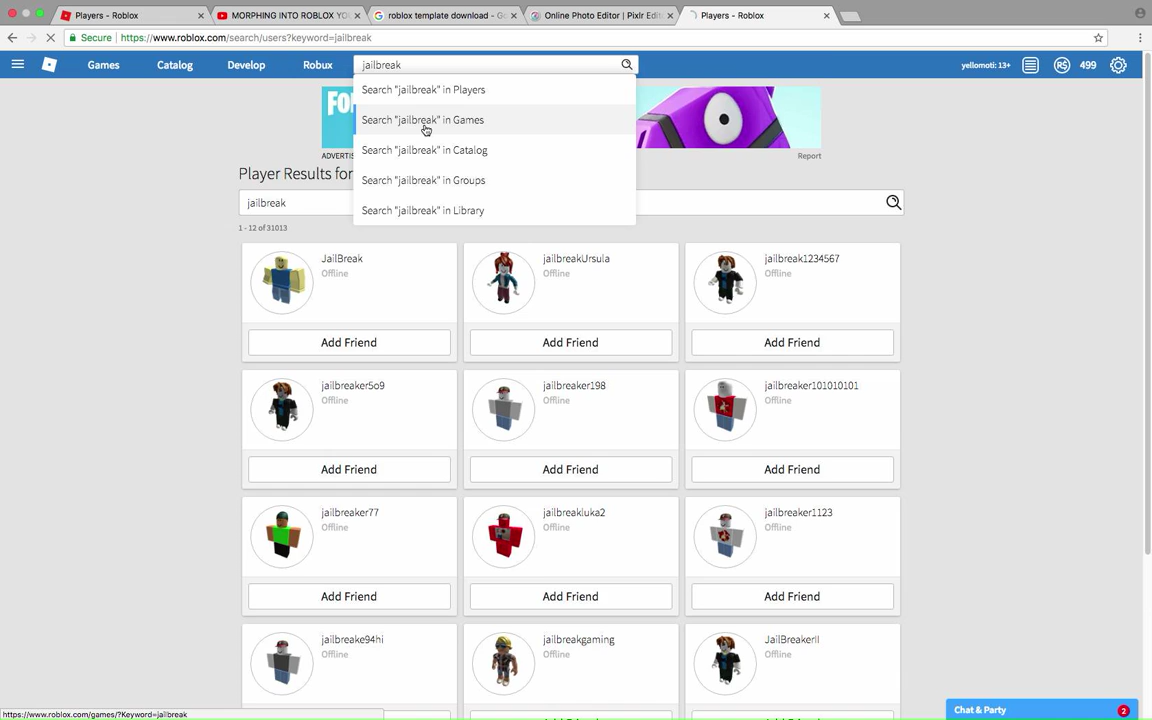 Players - Roblox
MORPHING INTO ROBLOX YO
roblox template download - Go
Online Photo Editor | Pixlr Edit
Players - Roblox
Secure
https://www.roblox.com/search/users?keyword=jailbreak
Games
Catalog
Develop
Robux
jailbreak
yellomoti: 13+
R$
499
Search "jailbreak" in Players
Search "jailbreak" in Games
Search "jailbreak" in Catalog
Search "jailbreak" in Groups
Search "jailbreak" in Library
FO
ADVERTIS
Report
Player Results for
jailbreak
1 - 12 of 31013
JailBreak
Offline
Add Friend
jailbreakUrsula
Offline
Add Friend
jailbreak1234567
Offline
Add Friend
jailbreaker5o9
Offline
Add Friend
jailbreaker198
Offline
Add Friend
jailbreaker101010101
Offline
Add Friend
jailbreaker77
Offline
Add Friend
jailbreakluka2
Offline
Add Friend
jailbreaker1123
Offline
Add Friend
jailbreake94hi
Offline
jailbreakgaming
Offline
JailBreakerII
Offline
https://www.roblox.com/games/?Keyword=jailbreak
Chat & Party
2